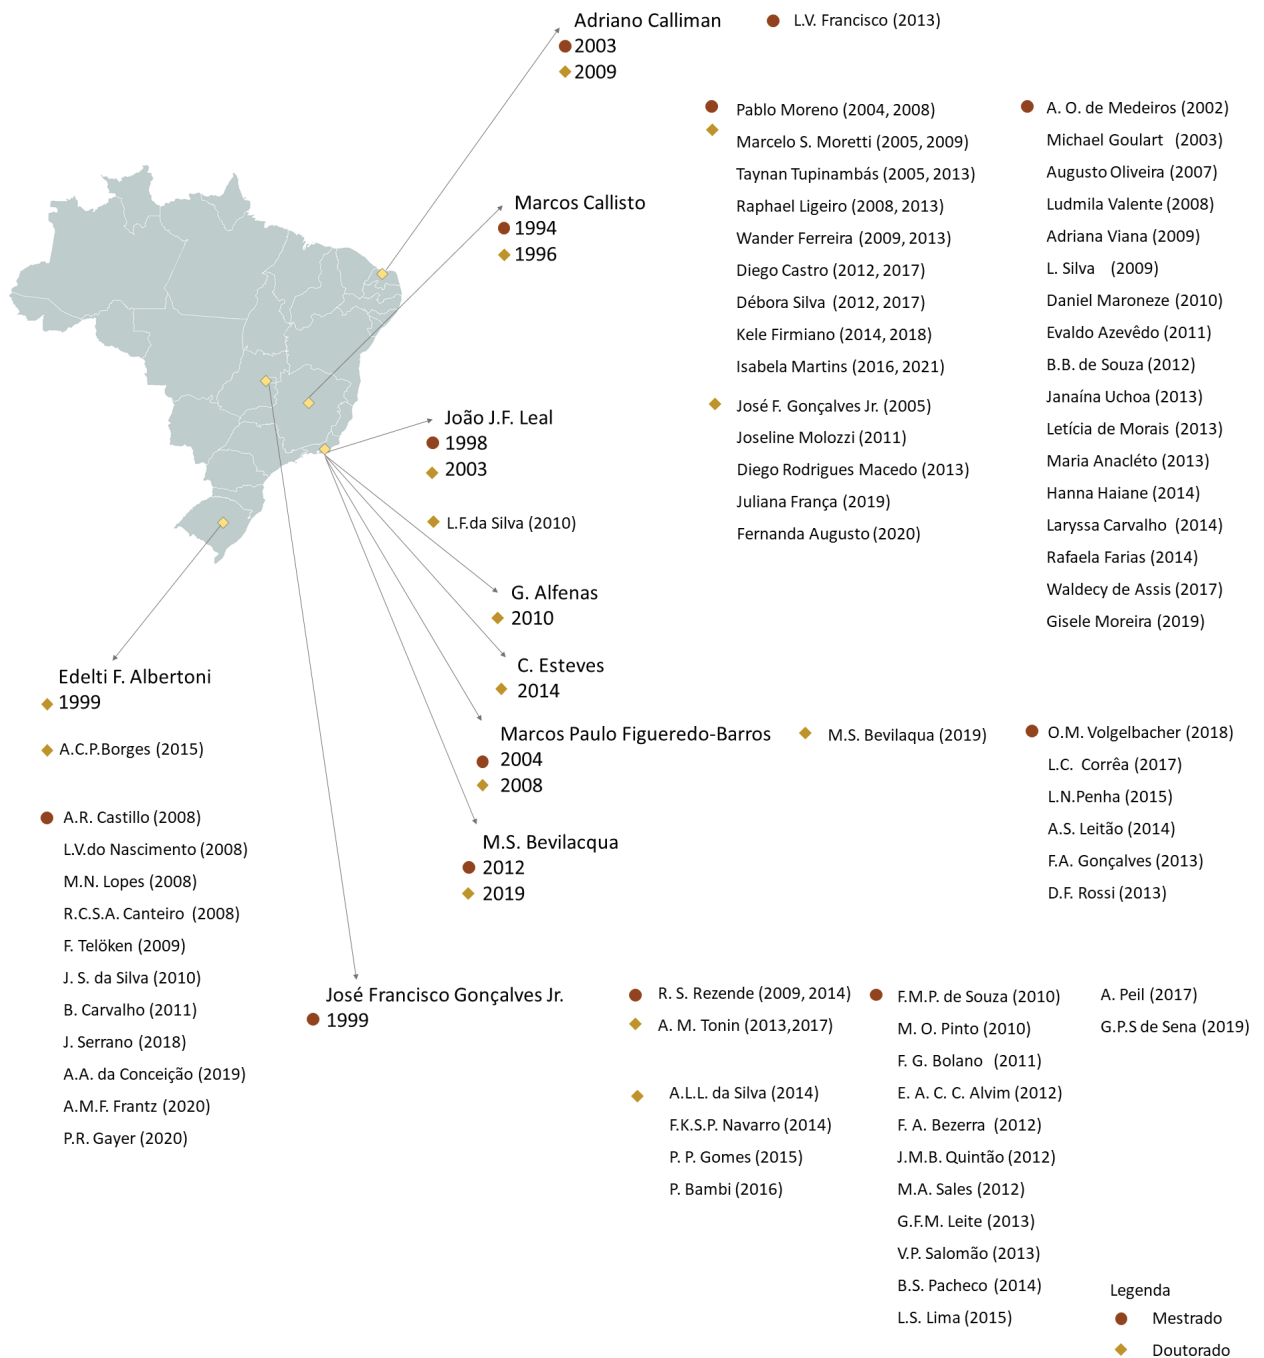 Adriano Calliman
2003
2009
L.V. Francisco (2013)
Marcos Callisto
1994
1996
Pablo Moreno (2004, 2008)
Marcelo S. Moretti (2005, 2009)
Taynan Tupinambás (2005, 2013)
Raphael Ligeiro (2008, 2013)
Wander Ferreira (2009, 2013)
Diego Castro (2012, 2017)
Débora Silva (2012, 2017)
Kele Firmiano (2014, 2018)
Isabela Martins (2016, 2021)
José F. Gonçalves Jr. (2005)
Joseline Molozzi (2011)
Diego Rodrigues Macedo (2013)
Juliana França (2019)
Fernanda Augusto (2020)
A. O. de Medeiros (2002)
Michael Goulart (2003)
Augusto Oliveira (2007)
Ludmila Valente (2008)
Adriana Viana (2009)
L. Silva (2009)
Daniel Maroneze (2010)
Evaldo Azevêdo (2011)
B.B. de Souza (2012)
Janaína Uchoa (2013)
Letícia de Morais (2013)
Maria Anacléto (2013)
Hanna Haiane (2014)
Laryssa Carvalho (2014)
Rafaela Farias (2014)
Waldecy de Assis (2017)
Gisele Moreira (2019)
João J.F. Leal
1998
2003
L.F.da Silva (2010)
G. Alfenas
2010
C. Esteves
2014
Marcos Paulo Figueredo-Barros
2004
2008
M.S. Bevilaqua (2019)
O.M. Volgelbacher (2018)
L.C. Corrêa (2017)
L.N.Penha (2015)
A.S. Leitão (2014)
F.A. Gonçalves (2013)
D.F. Rossi (2013)
M.S. Bevilacqua
2012
2019
Edelti F. Albertoni
1999
A.C.P.Borges (2015)
A.R. Castillo (2008)
L.V.do Nascimento (2008)
M.N. Lopes (2008)
R.C.S.A. Canteiro (2008)
F. Telöken (2009)
J. S. da Silva (2010)
B. Carvalho (2011)
J. Serrano (2018)
A.A. da Conceição (2019)
A.M.F. Frantz (2020)
P.R. Gayer (2020)
José Francisco Gonçalves Jr.
1999
R. S. Rezende (2009, 2014)
A. M. Tonin (2013,2017)
A.L.L. da Silva (2014)
F.K.S.P. Navarro (2014)
P. P. Gomes (2015)
P. Bambi (2016)
F.M.P. de Souza (2010)
M. O. Pinto (2010)
F. G. Bolano (2011)
E. A. C. C. Alvim (2012)
F. A. Bezerra (2012)
J.M.B. Quintão (2012)
M.A. Sales (2012)
G.F.M. Leite (2013)
V.P. Salomão (2013)
B.S. Pacheco (2014)
L.S. Lima (2015)
A. Peil (2017)
G.P.S de Sena (2019)
Legenda
Mestrado
Doutorado